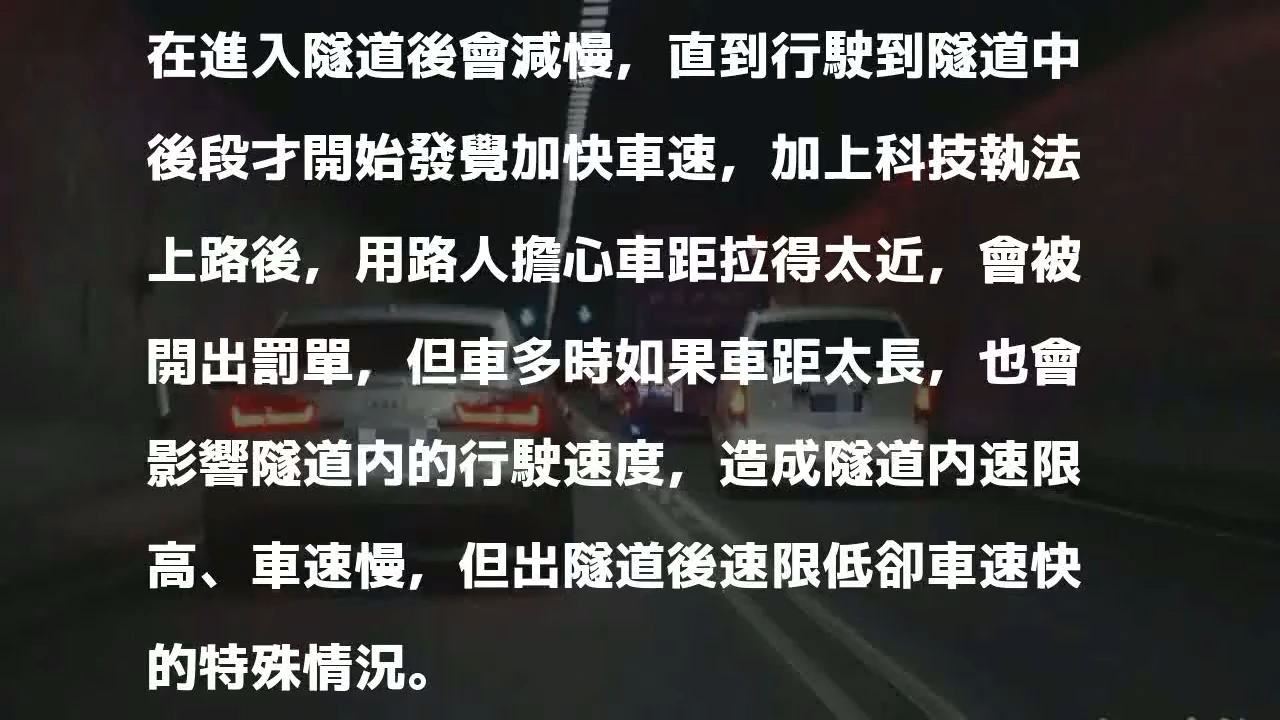 在進入隧道後會減慢，直到行駛到隧道中
後段才開始發覺加快車速，加上科技執法
上路後，用路人擔心車距拉得太近，會被
開出罰單，但車多時如果車距太長，也會
影響隧道內的行駛速度，造成隧道內速限
高、車速慢，但出隧道後速限低卻車速快
的特殊情況。